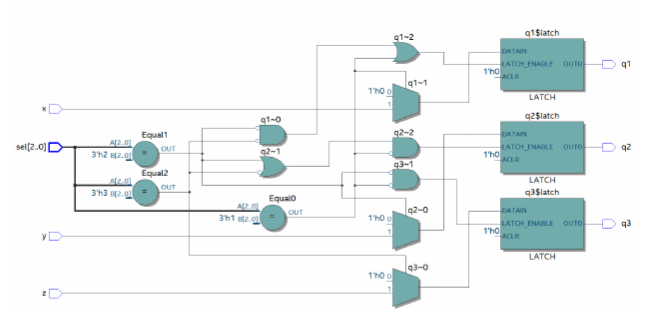 q1$latch
q1~2
DATAIN
LATCH_ENABLE OUT0
q1
1'h0
ACLR
q1~1
1'h0 0
1
LATCH
x
q1~0
q2$latch
Equal1
q2~2
DATAIN
sel[2..0]
A[2..0]
OUT
q2~1
LATCH_ENABLE OUT0
q2
3'h2 B[2..0]
=
1'h0
ACLR
Equal2
q3~1
LATCH
A[2..0]
OUT
q3$latch
3'h3 B[2..0]
=
Equal0
A[2..0]
q2~0
DATAIN
3'h1 B[2..0]
=
OUT
1'h0 0
LATCH_ENABLE OUT0
q3
1
1'h0
ACLR
y
LATCH
q3~0
1'h0 0
z
1